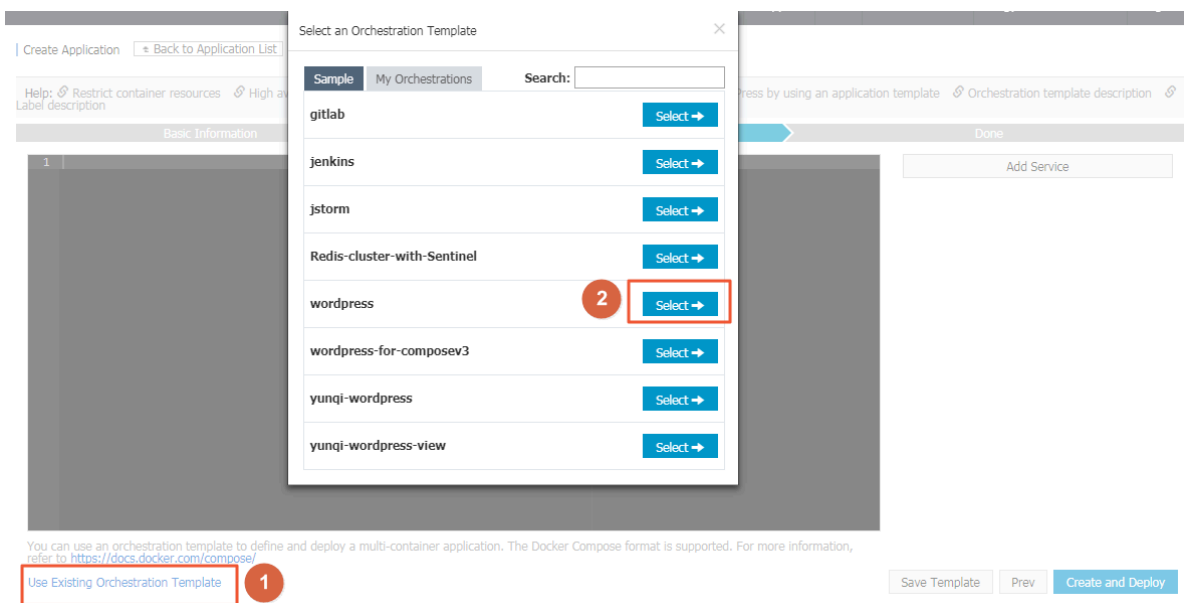 Select an Orchestration Template
Create Application Back to Application List
Sample My Orchestrations Search:
Help: Restrict container resources High av
Press by using an application template Orchestration template description
Label description
Basic Information
Done
1
Add Service
gitlab Select
jenkins Select
jstorm Select
Redis-cluster-with-Sentinel Select
wordpress 2 Select
wordpress-for-composev3 Select
yunqi-wordpress Select
yunqi-wordpress-view Select
You can use an orchestration template to define and deploy a multi-container application. The Docker Compose format is supported. For more information,
refer to https://docs.docker.com/compose/
Use Existing Orchestration Template 1
Save Template Prev Create and Deploy